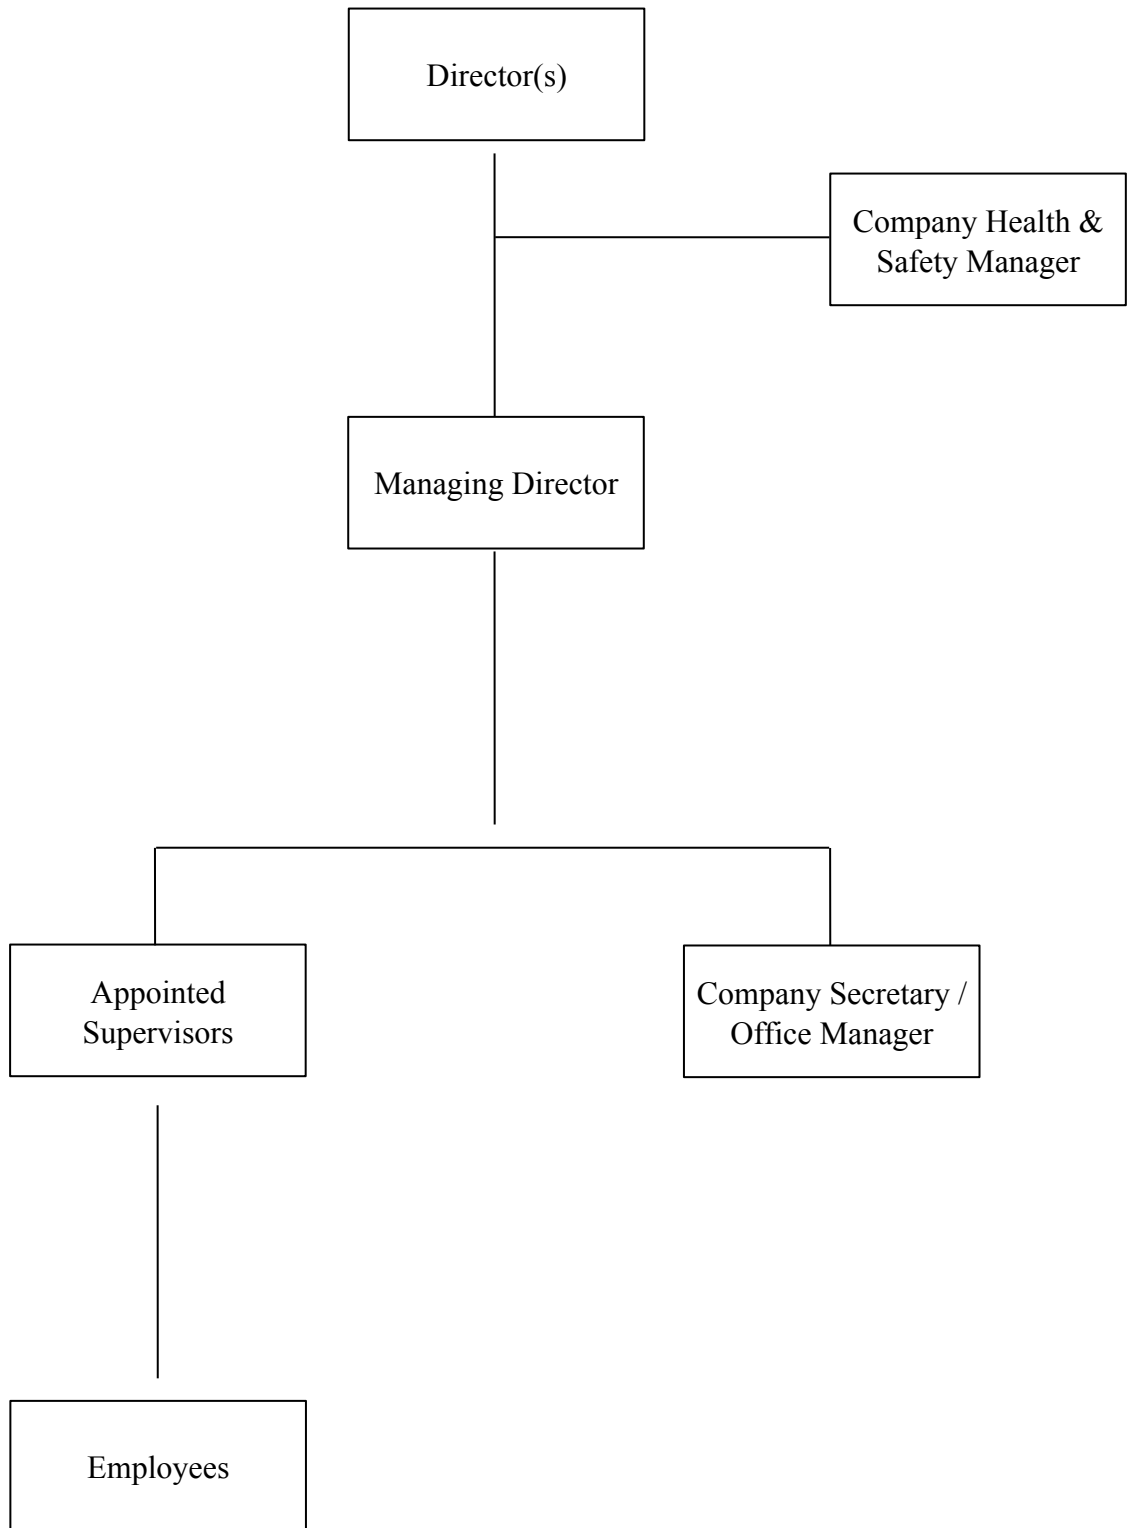 Director(s)
Company Health &
Safety Manager
Managing Director
Appointed
Supervisors
Company Secretary /
Office Manager
Employees